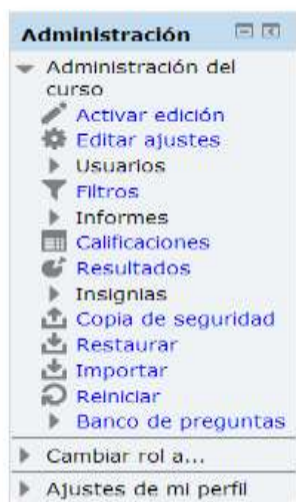 Administración
Administración del
curso
Activar edición
Editar ajustes
Usuarios
Filtros
Informes
Calificaciones
Resultados
Insignias
Copia de seguridad
Restaurar
Importar
Reiniciar
Banco de preguntas
Cambiar rol a...
Ajustes de mi perfil